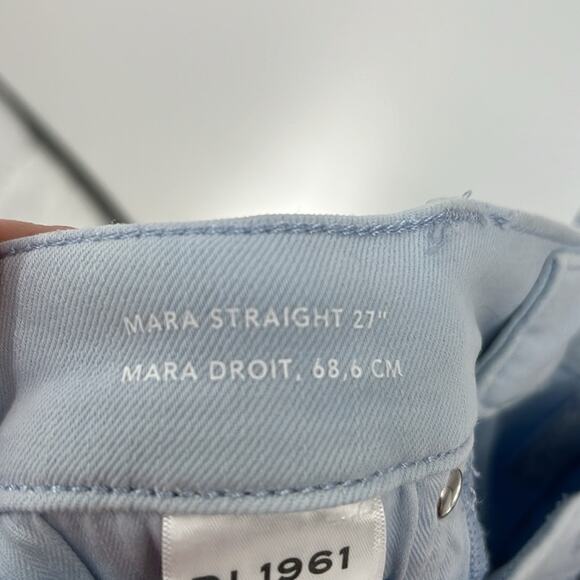 MARA STRAIGHT 27"
MARA DROIT, 68,6 CM
DL1961